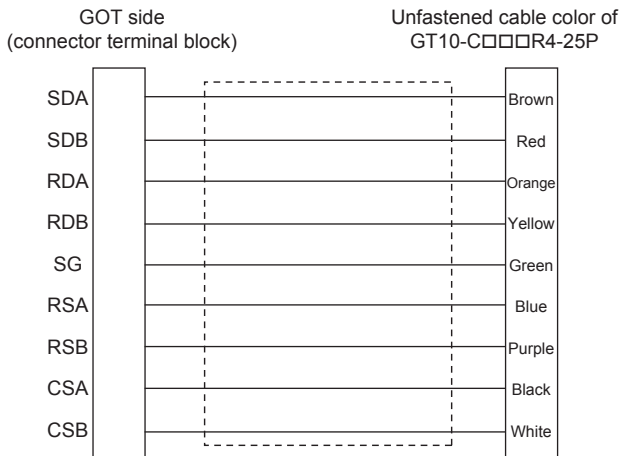 GOT side
(connector terminal block)
Unfastened cable color of
GT10-C□□□R4-25P
SDA Brown
SDB Red
RDA Orange
RDB Yellow
SG Green
RSA Blue
RSB Purple
CSA Black
CSB White